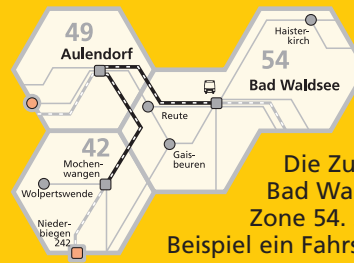 49
Aulendorf
Haister-
kirch
54
Bad Waldsee
Reute
Gais-
beuren
42
Mochen-
wangen
Wolpertswende
Nieder-
biegen
242
Die Zu
Bad Wa
Zone 54.
Beispiel ein Fahrs